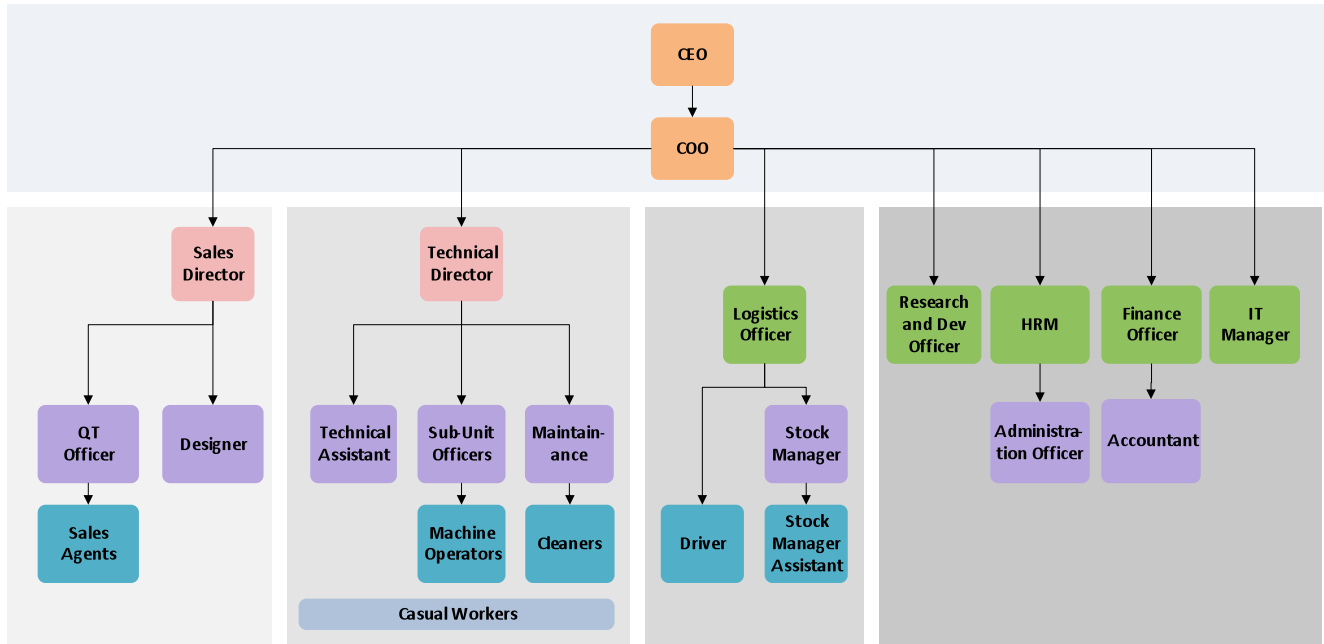 CEO
COO
Sales
Director
Technical
Director
Logistics
Officer
Research
and Dev
Officer
HRM
Finance
Officer
IT
Manager
QT
Officer
Designer
Technical
Assistant
Sub-Unit
Officers
Maintain-
ance
Stock
Manager
Administra-
tion Officer
Accountant
Sales
Agents
Machine
Operators
Cleaners
Driver
Stock
Manager
Assistant
Casual Workers